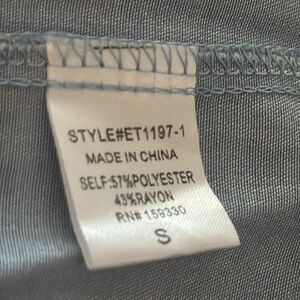 STYLE#ET1197-1
MADE IN CHINA
SELF:57%POLYESTER
43%RAYON
RN# 159330
S